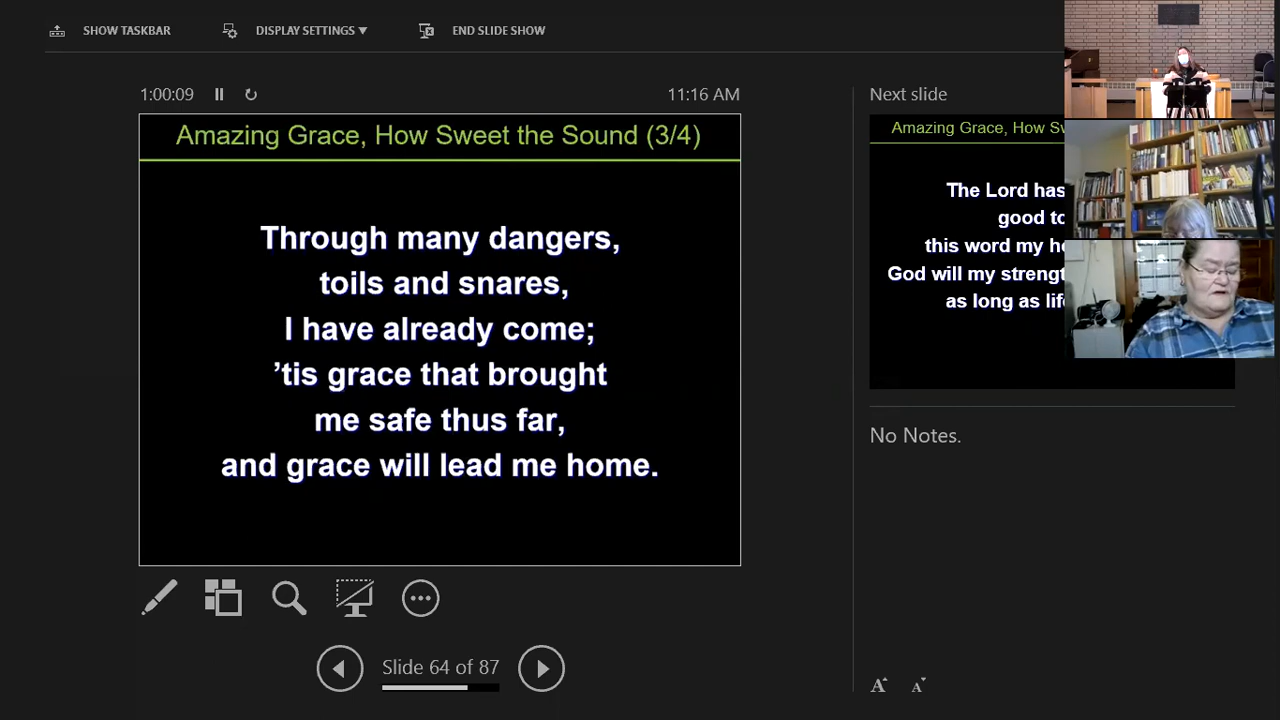 SHOW TASKBAR
DISPLAY SETTINGS ▾
END SLIDE SHOW
1:00:09
11:16 AM
Amazing Grace, How Sweet the Sound (3/4)
Through many dangers,
toils and snares,
I have already come;
’tis grace that brought
me safe thus far,
and grace will lead me home.
Slide 64 of 87
Next slide
Amazing Grace, How
The Lord has
good
this word my
God will my
as long as
No Notes.
A
A